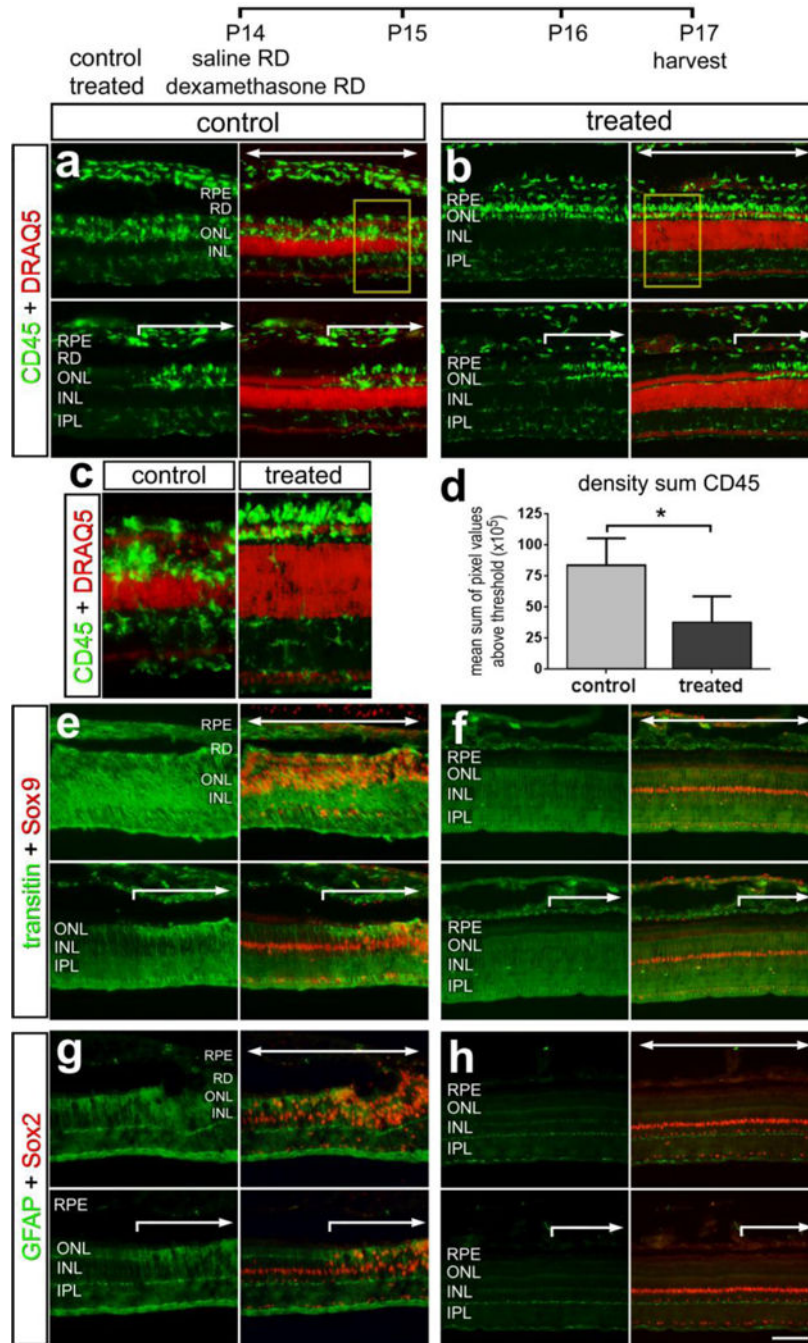 P14 P15 P16 P17
control saline RD harvest
treated dexamethasone RD
control treated
CD45 + DRAQ5
a
RPE
RD
ONL
INL
RPE
RD
ONL
INL
IPL
b
RPE
ONL
INL
IPL
RPE
ONL
INL
IPL
c
control treated
CD45 + DRAQ5
d
density sum CD45
mean sum of pixel values
above threshold (x10⁵)
125
100
75
50
25
0
*
control treated
transitin + Sox9
e
RPE
RD
ONL
INL
ONL
INL
IPL
f
RPE
ONL
INL
IPL
RPE
ONL
INL
IPL
GFAP + Sox2
g
RPE
RD
ONL
INL
RPE
ONL
INL
IPL
h
RPE
ONL
INL
IPL
RPE
ONL
INL
IPL